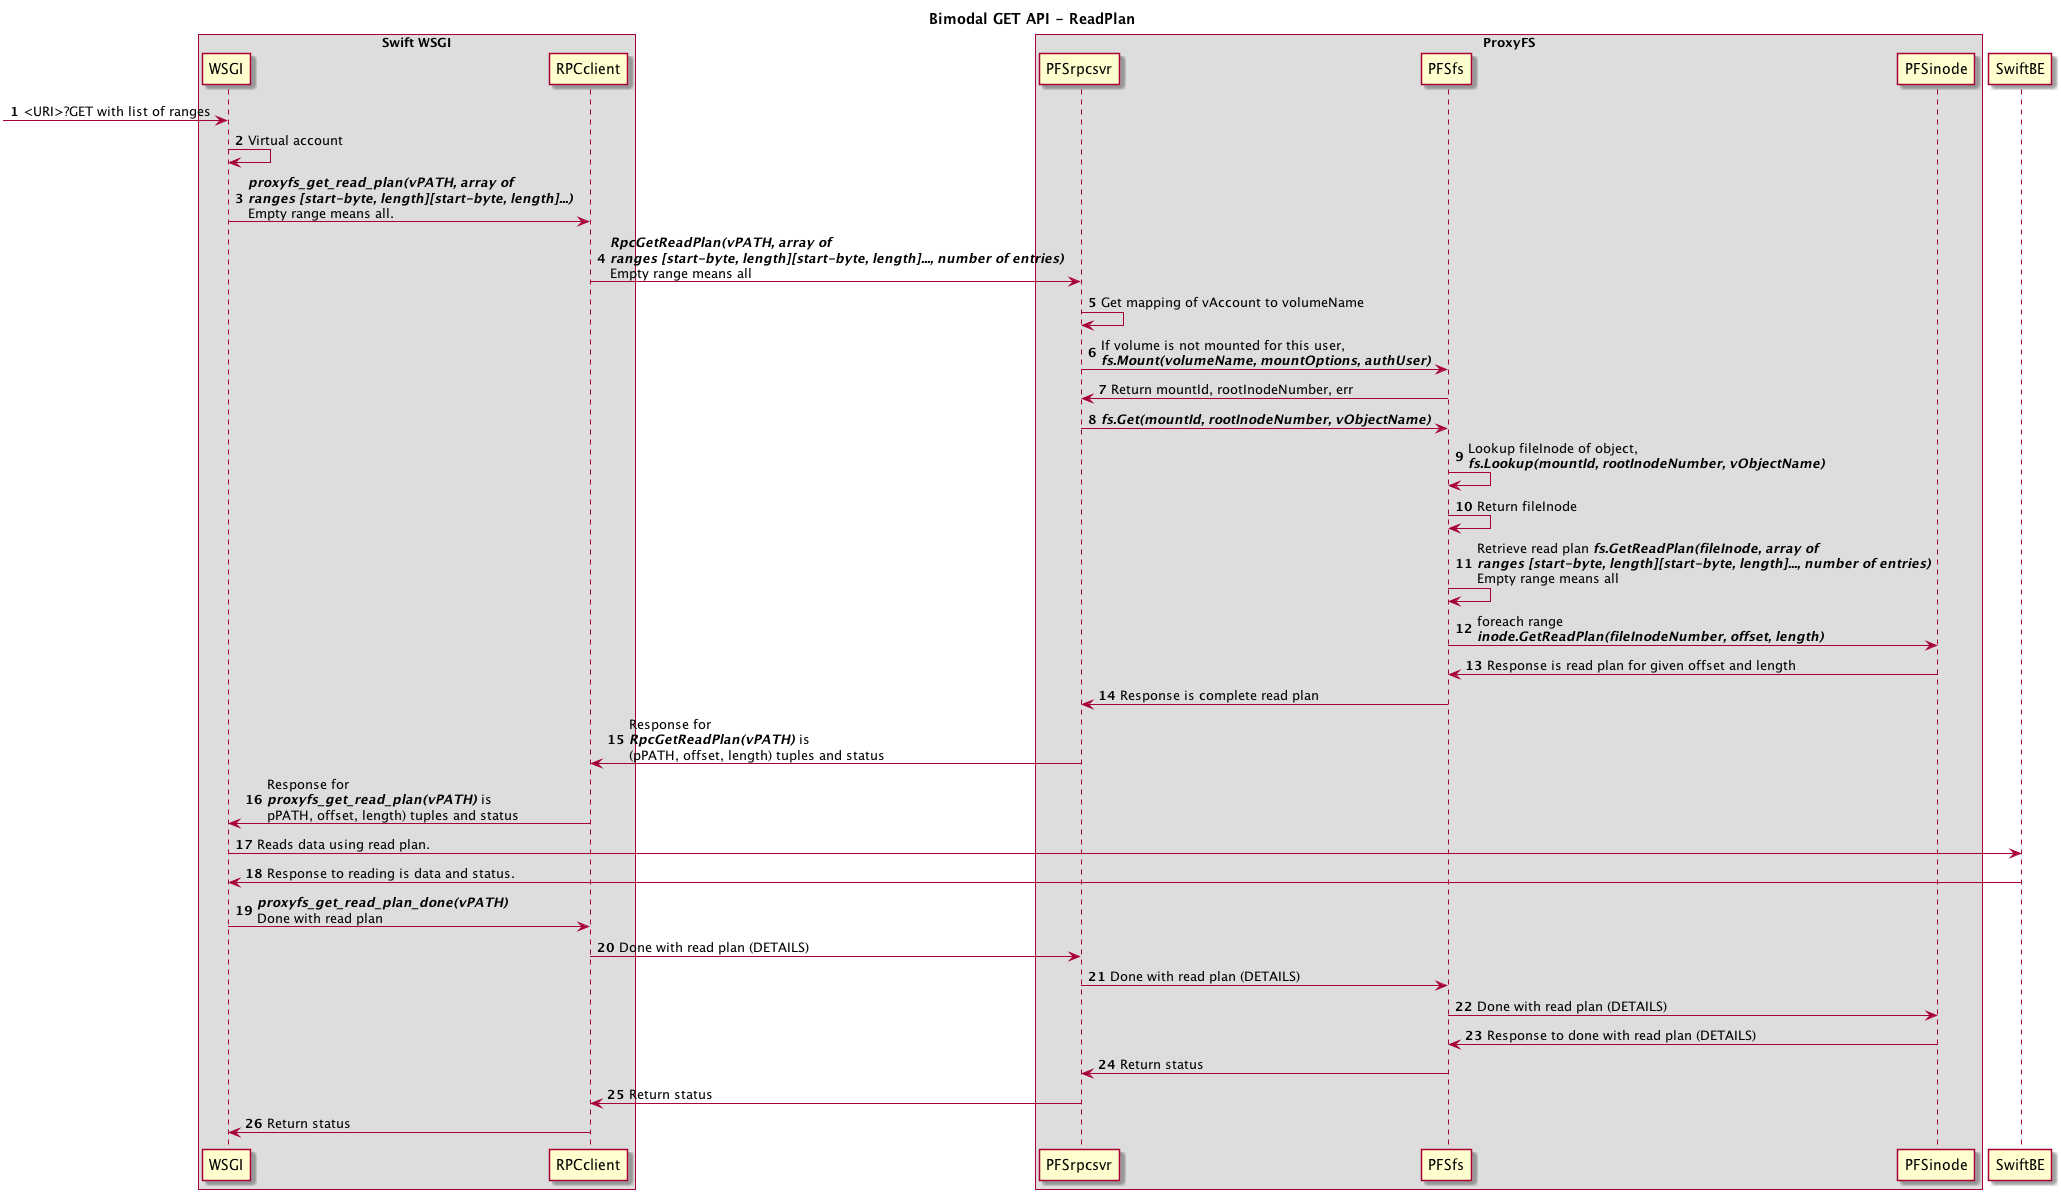 Bimodal GET API - ReadPlan
Swift WSGI
ProxyFS
WSGI
RPCclient
PFSrpcsvr
PFSfs
PFSinode
SwiftBE
1 <URI>?GET with list of ranges
2 Virtual account
proxyfs_get_read_plan(vPATH, array of
3 ranges [start-byte, length][start-byte, length]...)
Empty range means all.
RpcGetReadPlan(vPATH, array of
4 ranges [start-byte, length][start-byte, length]..., number of entries)
Empty range means all
5 Get mapping of vAccount to volumeName
If volume is not mounted for this user,
6 fs.Mount(volumeName, mountOptions, authUser)
7 Return mountId, rootInodeNumber, err
8 fs.Get(mountId, rootInodeNumber, vObjectName)
Lookup fileInode of object,
9 fs.Lookup(mountId, rootInodeNumber, vObjectName)
10 Return fileInode
Retrieve read plan fs.GetReadPlan(fileInode, array of
11 ranges [start-byte, length][start-byte, length]..., number of entries)
Empty range means all
foreach range
12 inode.GetReadPlan(fileInodeNumber, offset, length)
13 Response is read plan for given offset and length
14 Response is complete read plan
Response for
15 RpcGetReadPlan(vPATH) is
(pPATH, offset, length) tuples and status
Response for
16 proxyfs_get_read_plan(vPATH) is
pPATH, offset, length) tuples and status
17 Reads data using read plan.
18 Response to reading is data and status.
19 proxyfs_get_read_plan_done(vPATH)
Done with read plan
20 Done with read plan (DETAILS)
21 Done with read plan (DETAILS)
22 Done with read plan (DETAILS)
23 Response to done with read plan (DETAILS)
24 Return status
25 Return status
26 Return status
WSGI
RPCclient
PFSrpcsvr
PFSfs
PFSinode
SwiftBE